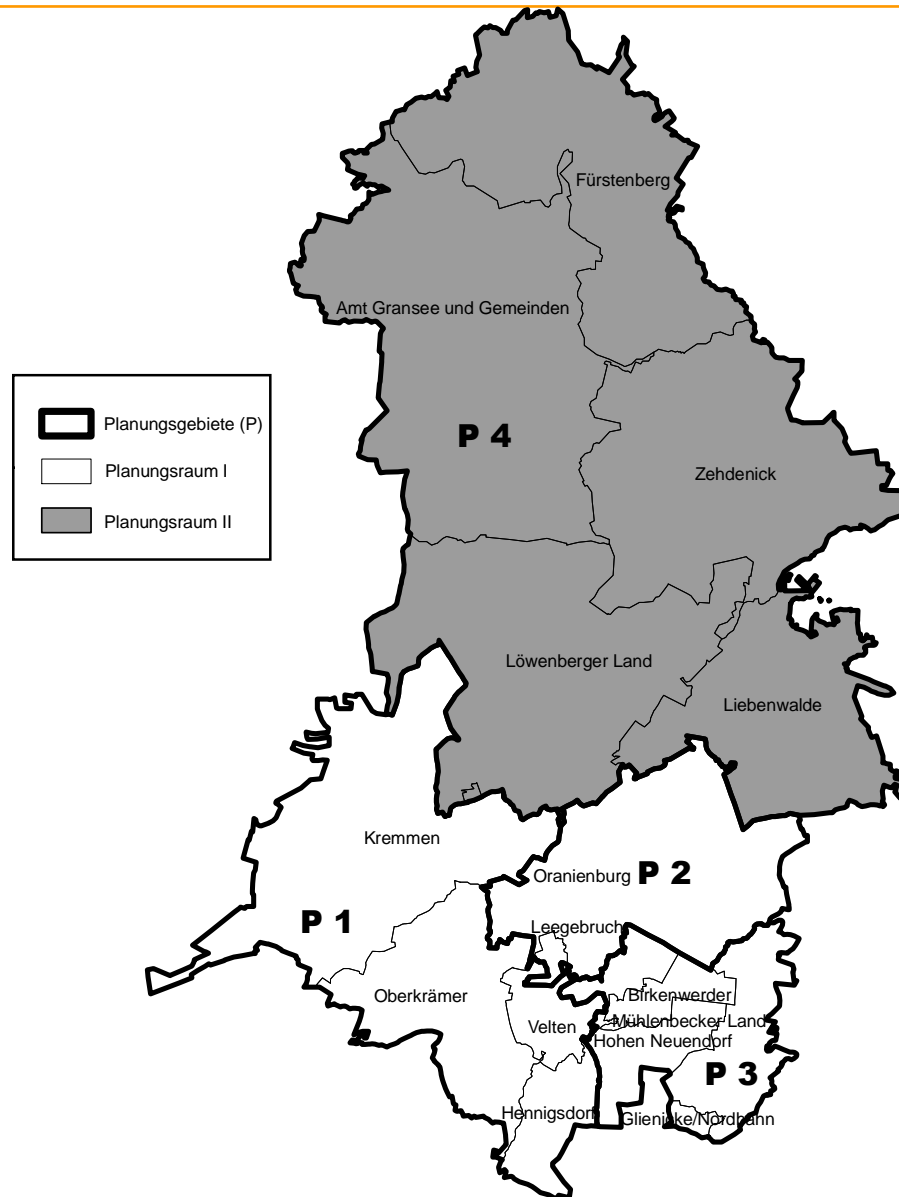 Fürstenberg
Amt Gransee und Gemeinden
Planungsgebiete (P)
P 4
Planungsraum I
Zehdenick
Planungsraum II
Löwenberger Land
Liebenwalde
Kremmen
Oranienburg P 2
P 1
Leegebruch
Oberkrämer
Birkenwerder
Velten
Mühlenbecker Land
Hohen Neuendorf
P 3
Hennigsdorf
Glienicke/Nordbahn